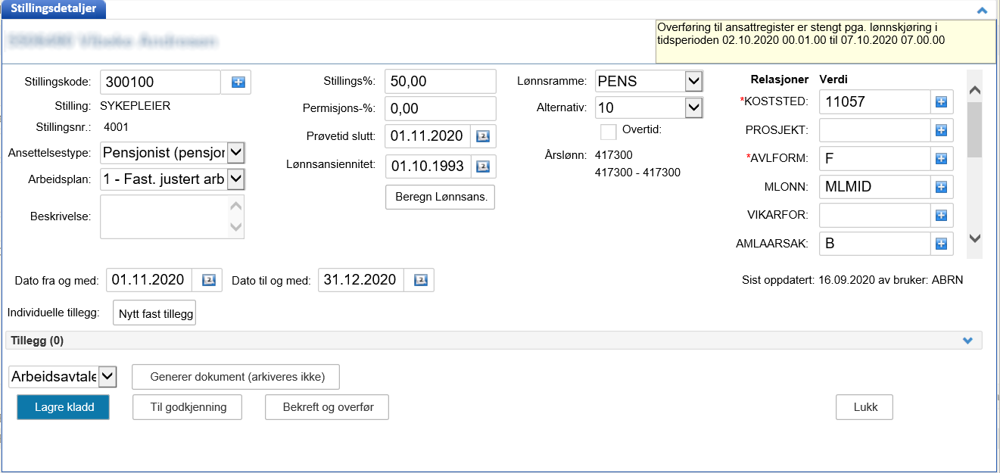 Stillingsdetaljer
Overføring til ansattregister er stengt pga. lønnskjøring i
tidsperioden 02.10.2020 00.01.00 til 07.10.2020 07.00.00
Stillingskode: 300100
Stilling: SYKEPLEIER
Stillingsnr.: 4001
Ansettelsestype: Pensjonist (pensjor
Arbeidsplan: 1 - Fast. justert arb
Beskrivelse:
Stillings%: 50,00
Permisjons-%: 0,00
Prøvetid slutt: 01.11.2020
Lønnsansiennitet: 01.10.1993
Beregn Lønnsans.
Lønnsramme: PENS
Alternativ: 10
Overtid:
Årslønn: 417300
417300 - 417300
Relasjoner Verdi
*KOSTSTED: 11057
PROSJEKT:
*AVLFORM: F
MLONN: MLMID
VIKARFOR:
AMLAARSAK: B
Dato fra og med: 01.11.2020 Dato til og med: 31.12.2020
Sist oppdatert: 16.09.2020 av bruker: ABRN
Individuelle tillegg: Nytt fast tillegg
Tillegg (0)
Arbeidsavtale Generer dokument (arkiveres ikke)
Lagre kladd Til godkjenning Bekreft og overfør Lukk